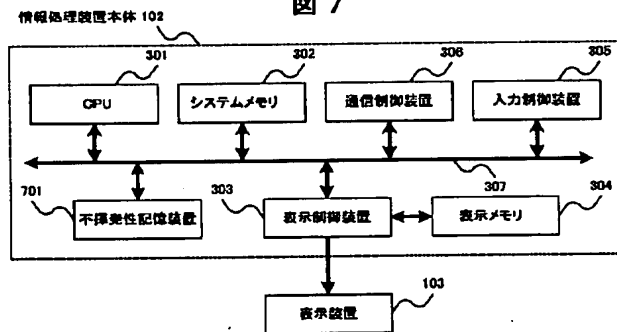 図 7
情報処理装置本体 102
301
302
306
305
CPU
システムメモリ
通信制御装置
入力制御装置
307
701
303
304
不揮発性記憶装置
表示制御装置
表示メモリ
103
表示装置